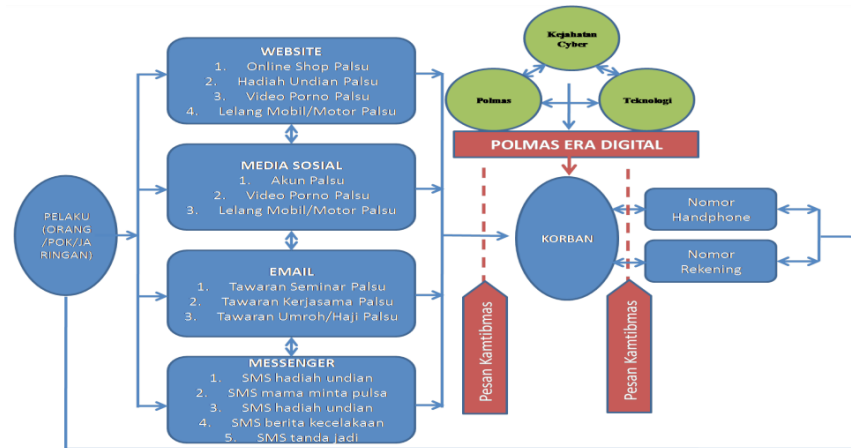 PELAKU
(ORANG
/POK/JA
RINGAN)
WEBSITE
1. Online Shop Palsu
2. Hadiah Undian Palsu
3. Video Porno Palsu
4. Lelang Mobil/Motor Palsu
MEDIA SOSIAL
1. Akun Palsu
2. Video Porno Palsu
3. Lelang Mobil/Motor Palsu
EMAIL
1. Tawaran Seminar Palsu
2. Tawaran Kerjasama Palsu
3. Tawaran Umroh/Haji Palsu
MESSENGER
1. SMS hadiah undian
2. SMS mama minta pulsa
3. SMS hadiah undian
4. SMS berita kecelakaan
5. SMS tanda jadi
Kejahatan
Cyber
Polmas
Teknologi
POLMAS ERA DIGITAL
KORBAN
Nomor
Handphone
Nomor
Rekening
Pesan Kamtibmas
Pesan Kamtibmas